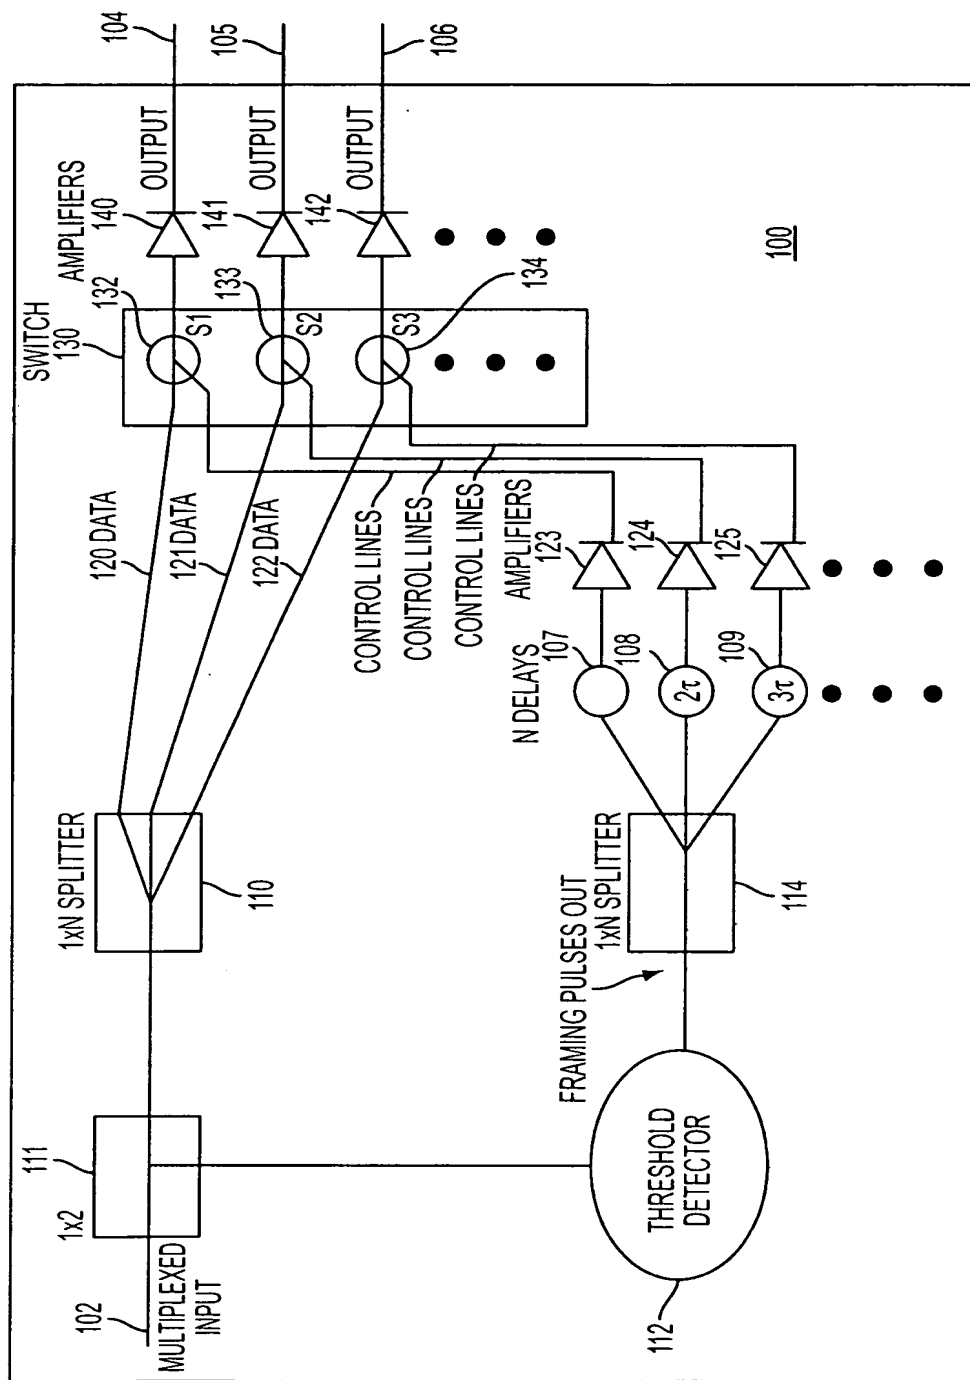 102
MULTIPLEXED
INPUT
1x2
111
1xN SPLITTER
110
120 DATA
121 DATA
122 DATA
SWITCH
130
132
S1
133
S2
S3
134
AMPLIFIERS
140
141
142
OUTPUT
OUTPUT
OUTPUT
104
105
106
CONTROL LINES
CONTROL LINES
CONTROL LINES
THRESHOLD
DETECTOR
112
FRAMING PULSES OUT
1xN SPLITTER
114
N DELAYS
107
108
2τ
109
3τ
AMPLIFIERS
123
124
125
100